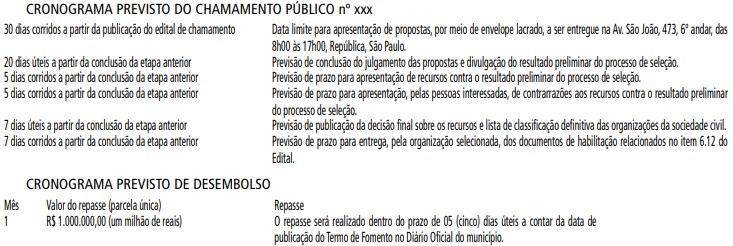 CRONOGRAMA PREVISTO DO CHAMAMENTO PÚBLICO nº xxx
30 dias corridos a partir da publicação do edital de chamamento Data limite para apresentação de propostas, por meio de envelope lacrado, a ser entregue na Av. São João, 473, 6º andar, das
8h00 às 17h00, República, São Paulo.
20 dias úteis a partir da conclusão da etapa anterior Previsão de conclusão do julgamento das propostas e divulgação do resultado preliminar do processo de seleção.
5 dias corridos a partir da conclusão da etapa anterior Previsão de prazo para apresentação de recursos contra o resultado preliminar do processo de seleção.
5 dias corridos a partir da conclusão da etapa anterior Previsão de prazo para apresentação, pelas pessoas interessadas, de contrarrazões aos recursos contra o resultado preliminar
do processo de seleção.
7 dias úteis a partir da conclusão da etapa anterior Previsão de publicação da decisão final sobre os recursos e lista de classificação definitiva das organizações da sociedade civil.
7 dias corridos a partir da conclusão da etapa anterior Previsão de prazo para entrega, pela organização selecionada, dos documentos de habilitação relacionados no item 6.12 do
Edital.
CRONOGRAMA PREVISTO DE DESEMBOLSO
Mês Valor do repasse (parcela única) Repasse
1 R$ 1.000.000,00 (um milhão de reais) O repasse será realizado dentro do prazo de 05 (cinco) dias úteis a contar da data de
publicação do Termo de Fomento no Diário Oficial do município.